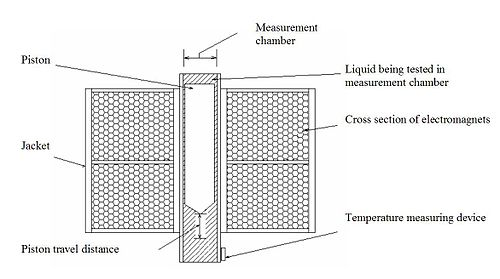 Measurement
chamber
Piston
Liquid being tested in
measurement chamber
Cross section of electromagnets
Jacket
Temperature measuring device
Piston travel distance